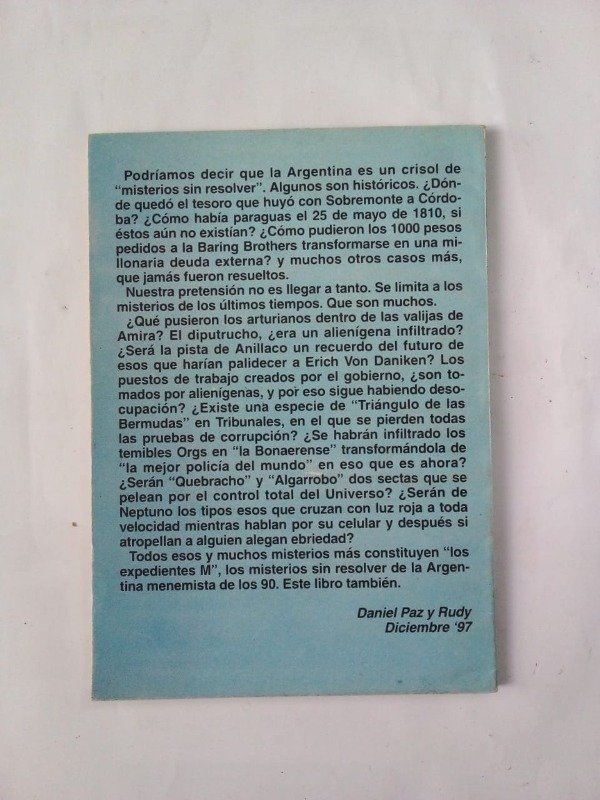 Podríamos decir que la Argentina es un crisol de
“misterios sin resolver”. Algunos son históricos. ¿Dón-
de quedó el tesoro que huyó con Sobremonte a Córdo-
ba? ¿Cómo había paraguas el 25 de mayo de 1810, si
éstos aún no existían? ¿Cómo pudieron los 1000 pesos
pedidos a la Baring Brothers transformarse en una mi-
llonaria deuda externa? y muchos otros casos más,
que jamás fueron resueltos.
Nuestra pretensión no es llegar a tanto. Se limita a los
misterios de los últimos tiempos. Que son muchos.
¿Qué pusieron los arturianos dentro de las valijas de
Amira? El diputrucho, ¿era un alienígena infiltrado?
¿Será la pista de Anillaco un recuerdo del futuro de
esos que harían palidecer a Erich Von Daniken? Los
puestos de trabajo creados por el gobierno, ¿son to-
mados por alienígenas, y por eso sigue habiendo deso-
cupación? ¿Existe una especie de “Triángulo de las
Bermudas” en Tribunales, en el que se pierden todas
las pruebas de corrupción? ¿Se habrán infiltrado los
temibles Orgs en “la Bonaerense” transformándola de
“la mejor policía del mundo” en eso que es ahora?
¿Serán “Quebracho” y “Algarrobo” dos sectas que se
pelean por el control total del Universo? ¿Serán de
Neptuno los tipos esos que cruzan con luz roja a toda
velocidad mientras hablan por su celular y después si
atropellan a alguien alegan ebriedad?
Todos esos y muchos misterios más constituyen “los
expedientes M”, los misterios sin resolver de la Argen-
tina menemista de los 90. Este libro también.
Daniel Paz y Rudy
Diciembre ‘97